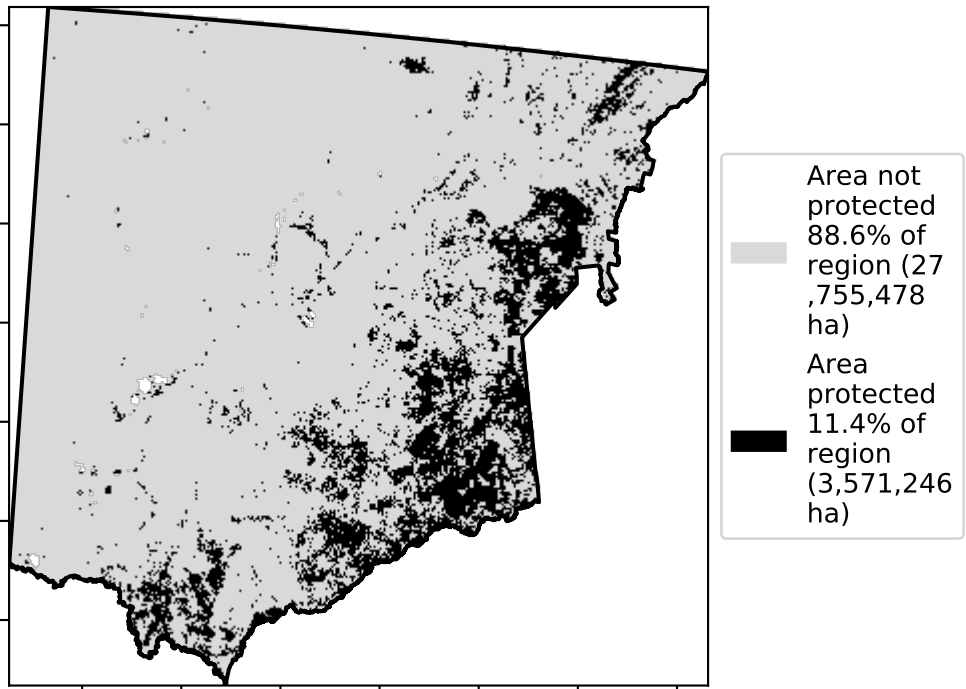 Area not
protected
88.6% of
region (27
,755,478
ha)
Area
protected
11.4% of
region
(3,571,246
ha)